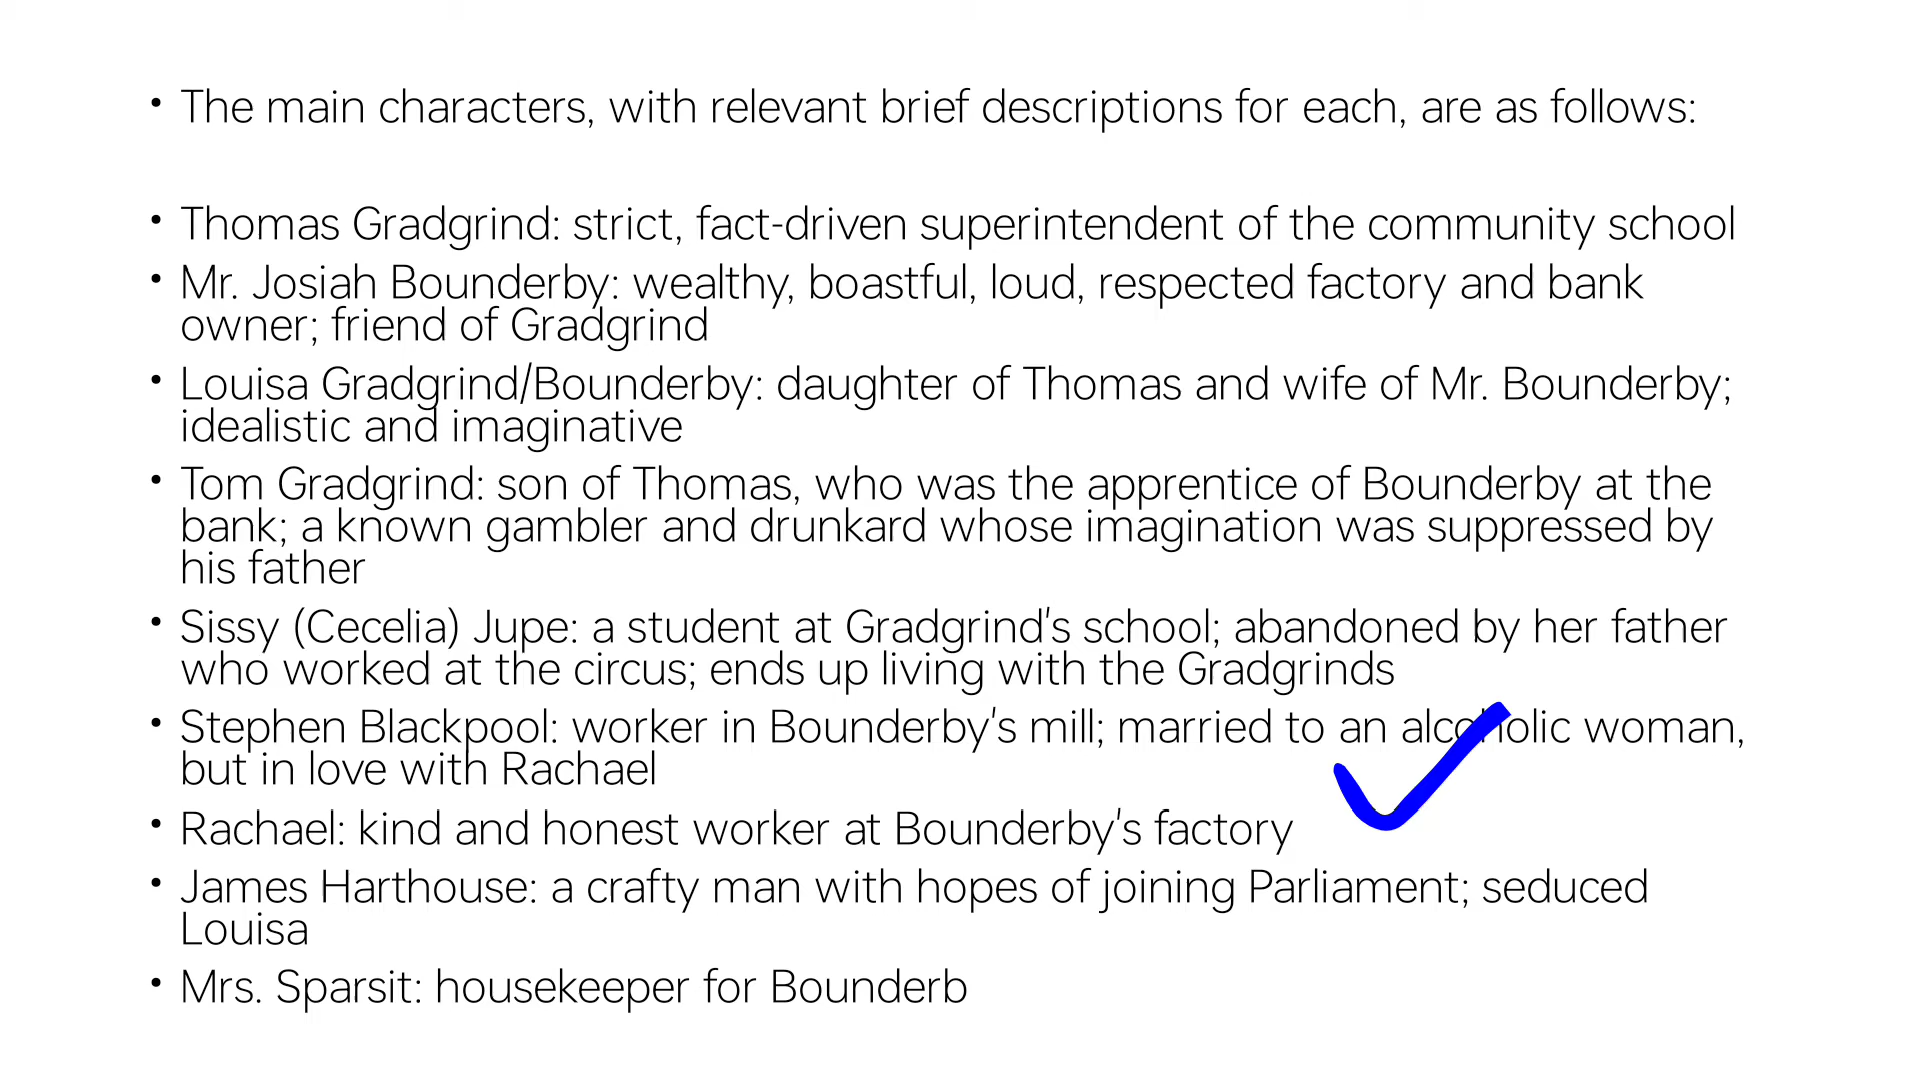 • The main characters, with relevant brief descriptions for each, are as follows:
• Thomas Gradgrind: strict, fact-driven superintendent of the community school
• Mr. Josiah Bounderby: wealthy, boastful, loud, respected factory and bank
owner; friend of Gradgrind
• Louisa Gradgrind/Bounderby: daughter of Thomas and wife of Mr. Bounderby;
idealistic and imaginative
• Tom Gradgrind: son of Thomas, who was the apprentice of Bounderby at the
bank; a known gambler and drunkard whose imagination was suppressed by
his father
• Sissy (Cecelia) Jupe: a student at Gradgrind's school; abandoned by her father
who worked at the circus; ends up living with the Gradgrinds
• Stephen Blackpool: worker in Bounderby's mill; married to an alcoholic woman,
but in love with Rachael
• Rachael: kind and honest worker at Bounderby's factory
• James Harthouse: a crafty man with hopes of joining Parliament; seduced
Louisa
• Mrs. Sparsit: housekeeper for Bounderb